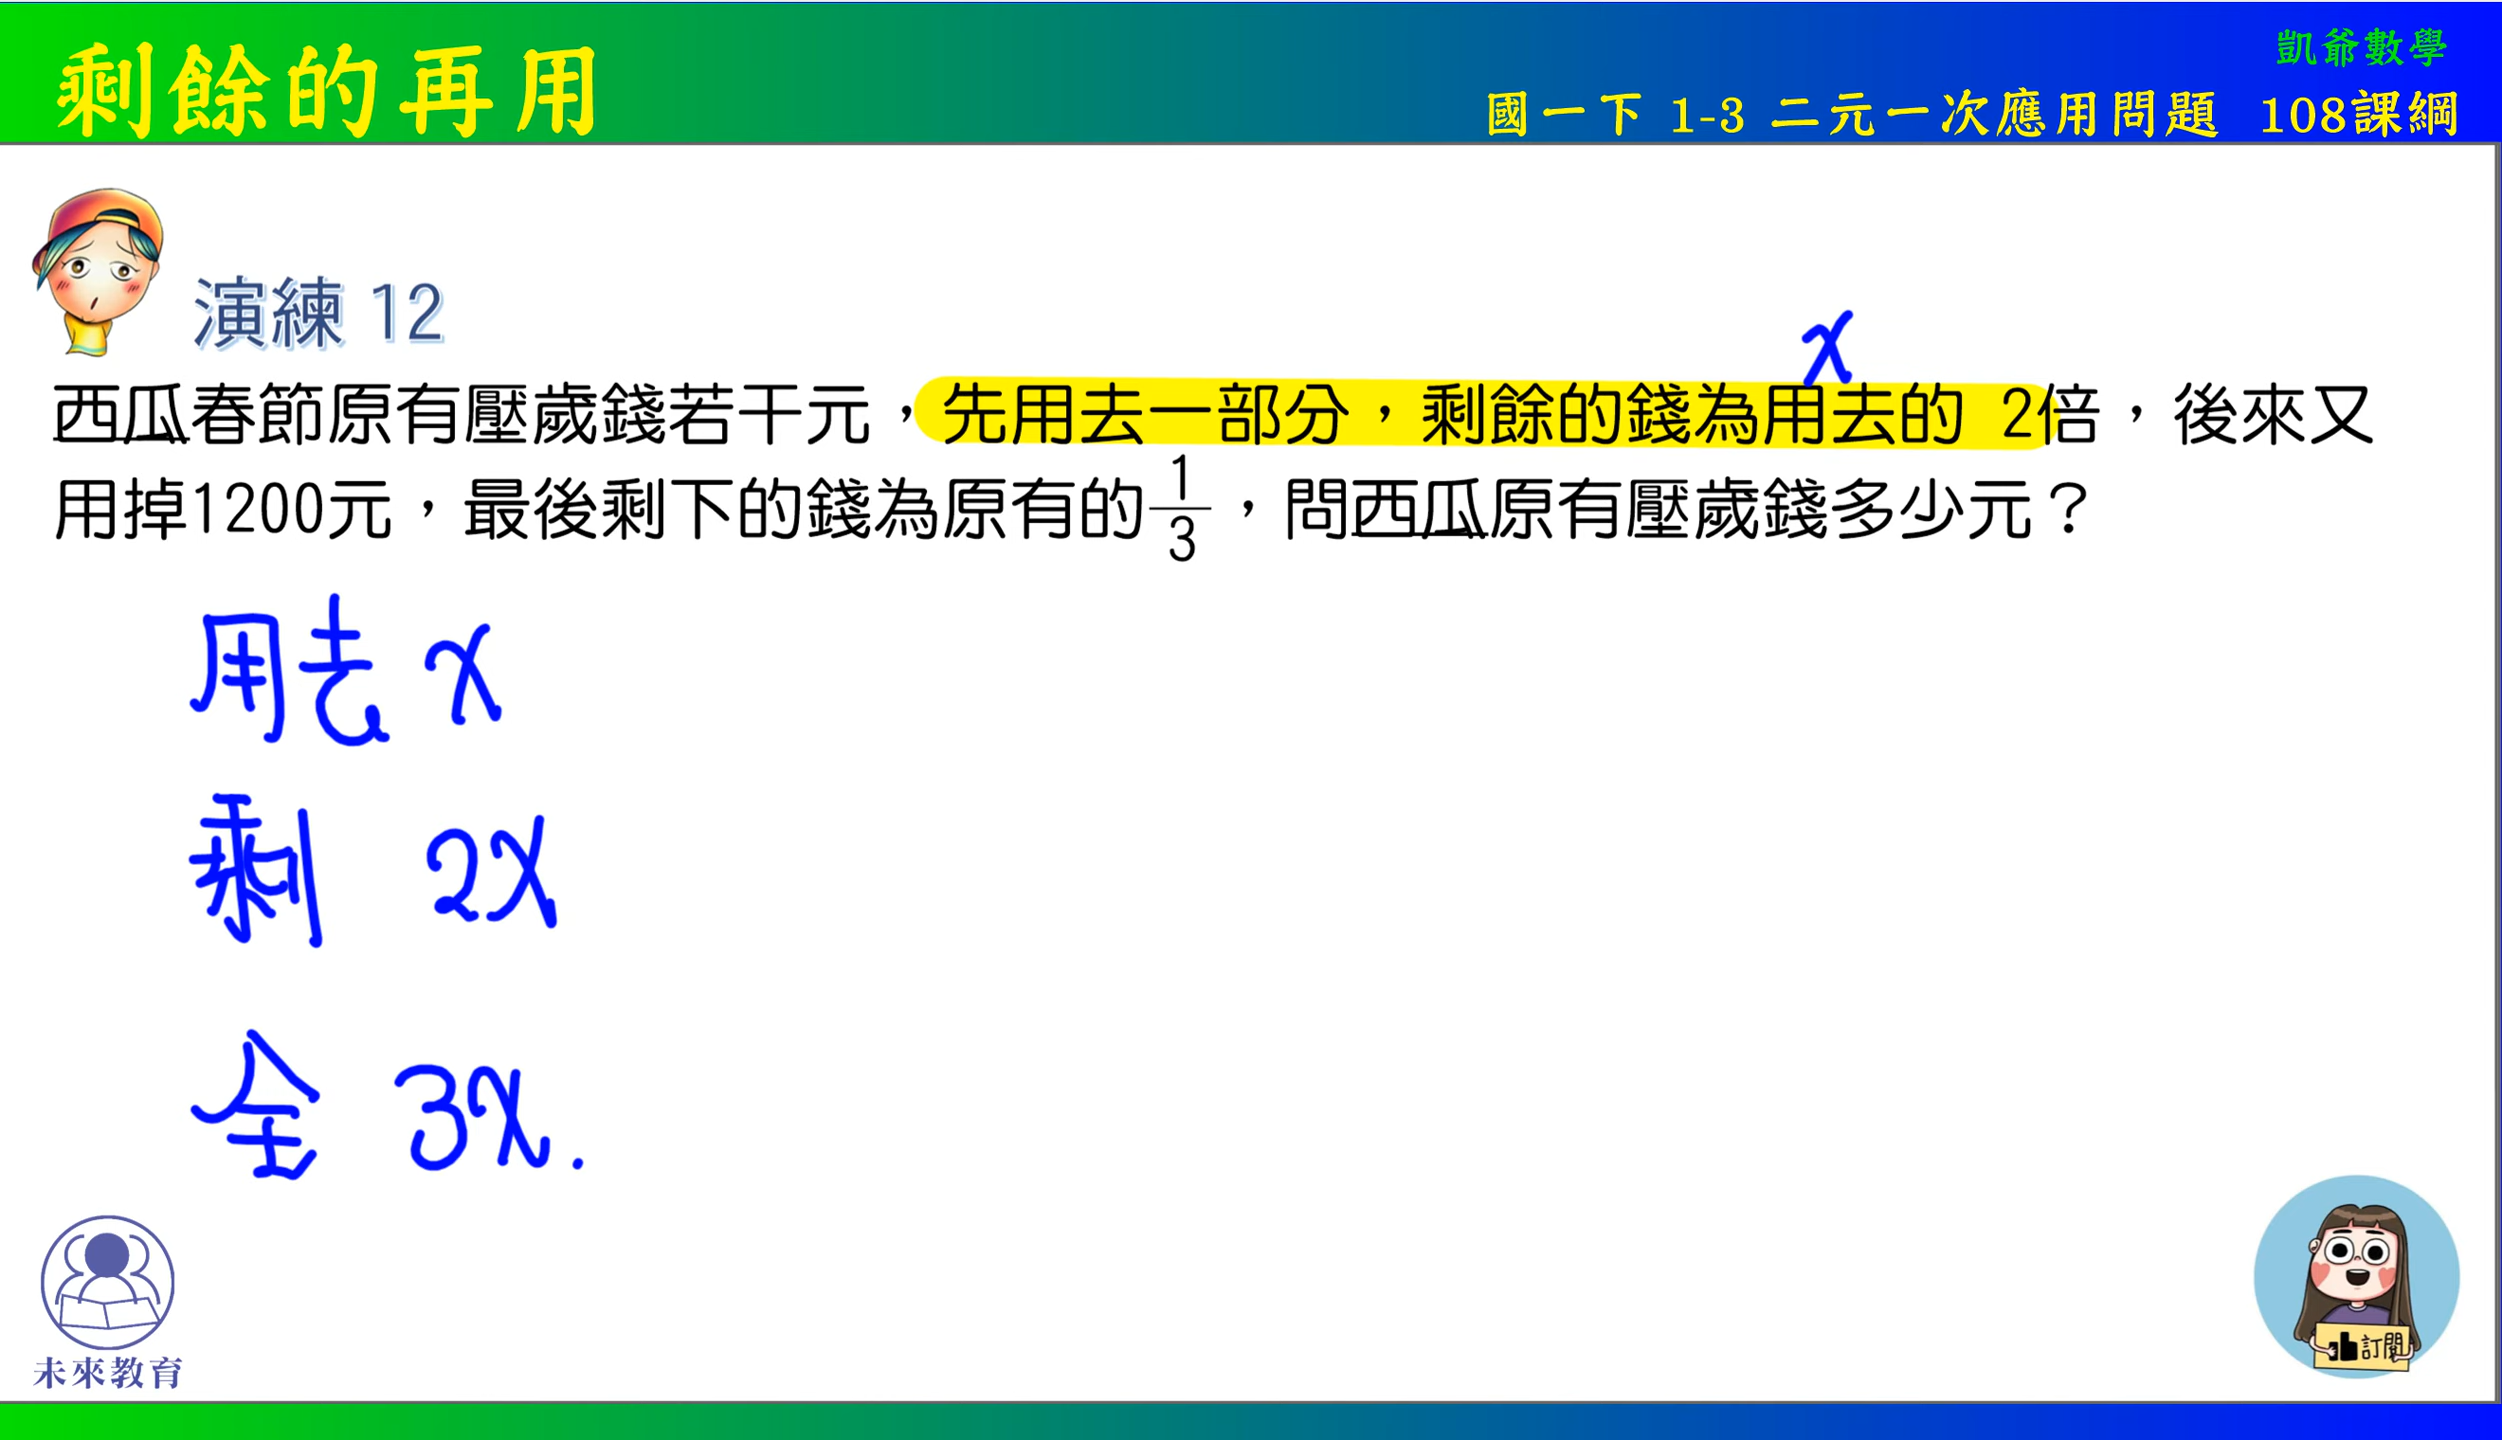 剩餘的再用
凱爺數學
國一下 1-3 二元一次應用問題 108課綱
演練 12
x
西瓜春節原有壓歲錢若干元，先用去一部分，剩餘的錢為用去的 2倍，後來又
用掉1200元，最後剩下的錢為原有的1/3，問西瓜原有壓歲錢多少元？
用去 x
剩 2x
全 3x.
未來教育
訂閱